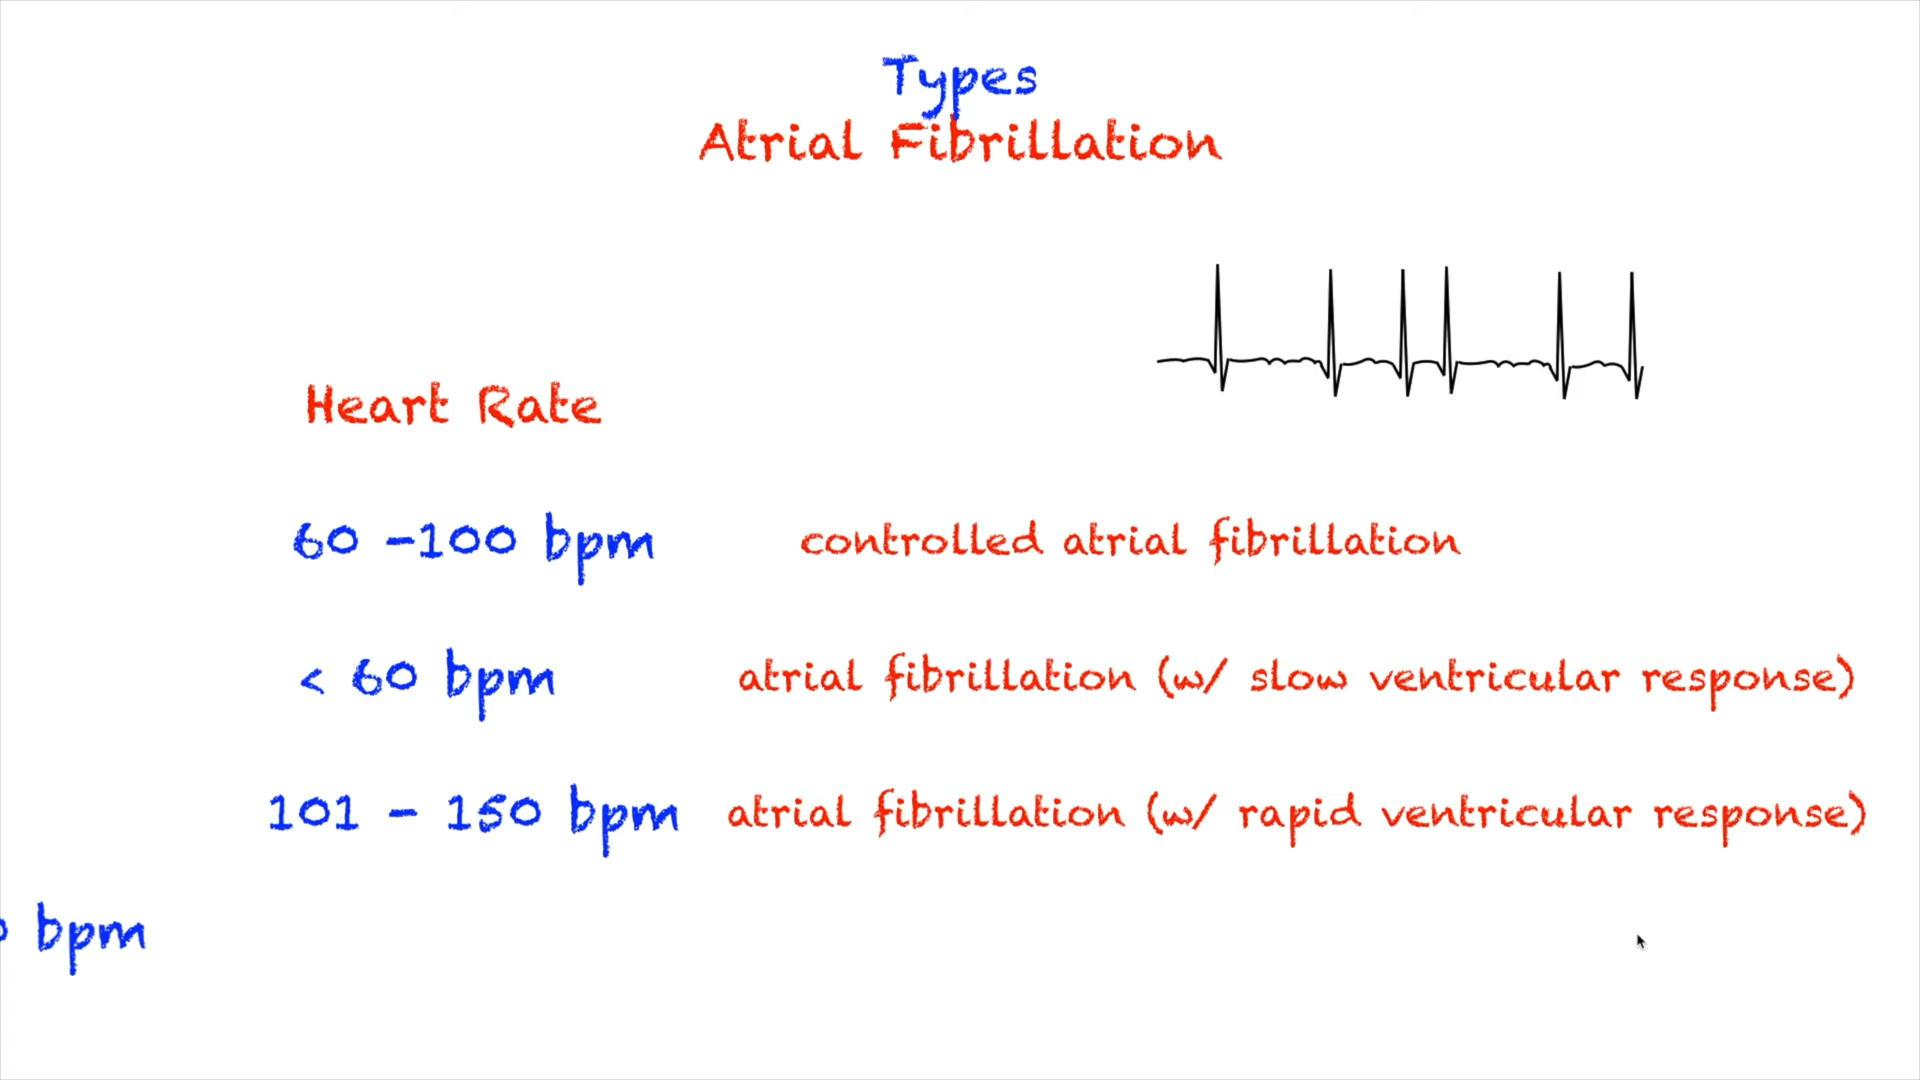 Types
Atrial Fibrillation
Heart Rate
60 -100 bpm controlled atrial fibrillation
< 60 bpm atrial fibrillation (w/ slow ventricular response)
101 - 150 bpm atrial fibrillation (w/ rapid ventricular response)
bpm